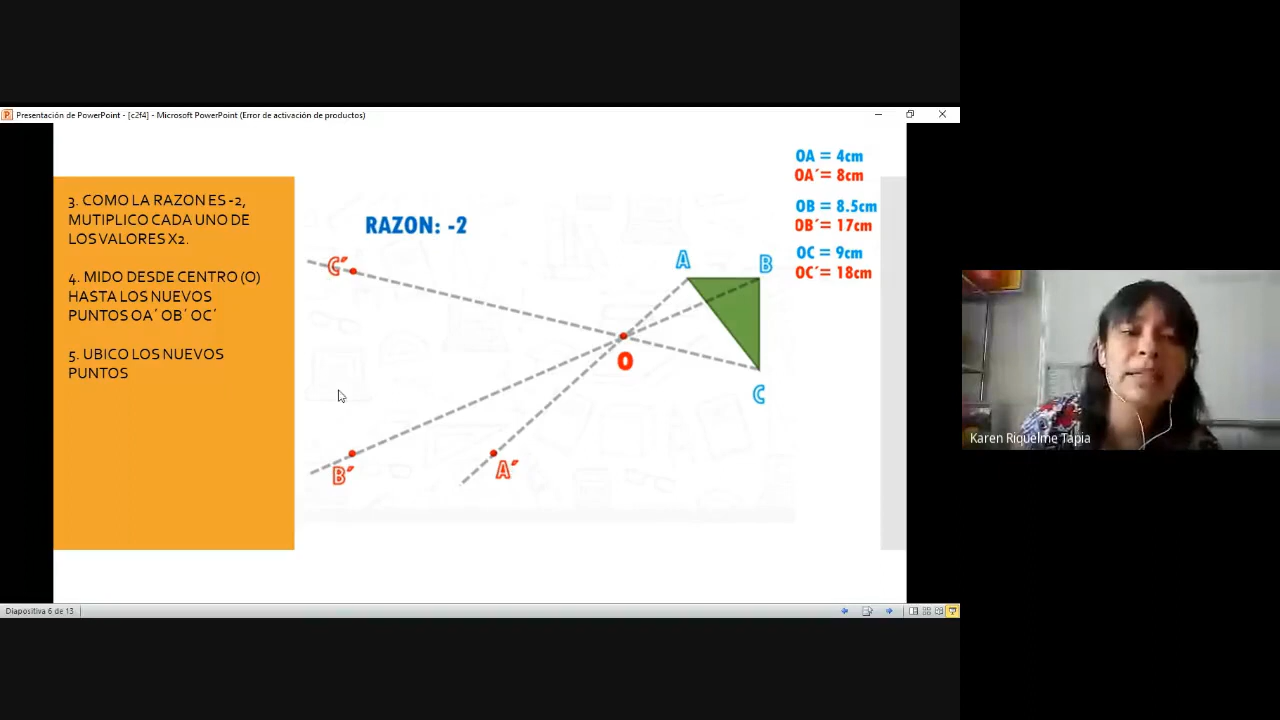 Presentación de PowerPoint - [c2f4] - Microsoft PowerPoint (Error de activación de productos)
3. COMO LA RAZON ES -2,
MUTIPLICO CADA UNO DE
LOS VALORES X2.
4. MIDO DESDE CENTRO (O)
HASTA LOS NUEVOS
PUNTOS OA´ OB´ OC´
5. UBICO LOS NUEVOS
PUNTOS
RAZON: -2
C´
A
B
O
C
B´
A´
OA = 4cm
OA´= 8cm
OB = 8.5cm
OB´= 17cm
OC = 9cm
OC´= 18cm
Karen Riquelme Tapia
Diapositiva 6 de 13